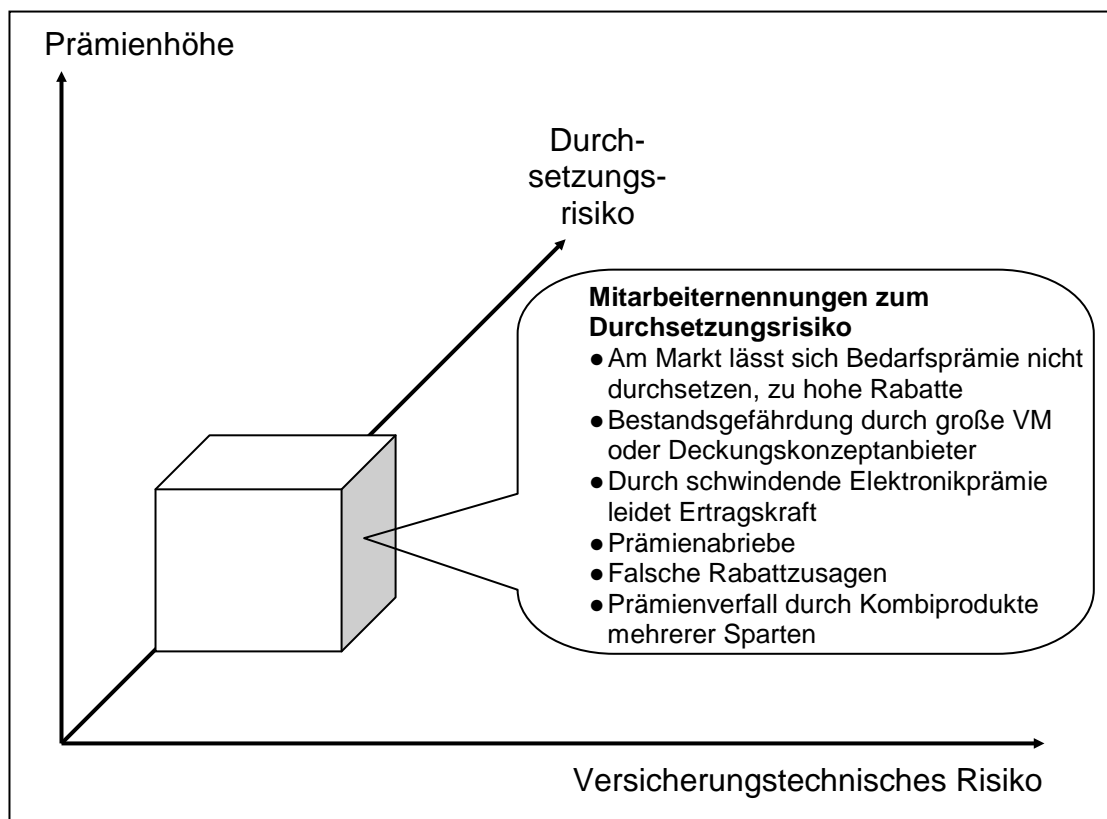 Prämienhöhe
Durch-
setzungs-
risiko
Mitarbeiternennungen zum
Durchsetzungsrisiko
● Am Markt lässt sich Bedarfsprämie nicht
durchsetzen, zu hohe Rabatte
● Bestandsgefährdung durch große VM
oder Deckungskonzeptanbieter
● Durch schwindende Elektronikprämie
leidet Ertragskraft
● Prämienabriebe
● Falsche Rabattzusagen
● Prämienverfall durch Kombiprodukte
mehrerer Sparten
Versicherungstechnisches Risiko